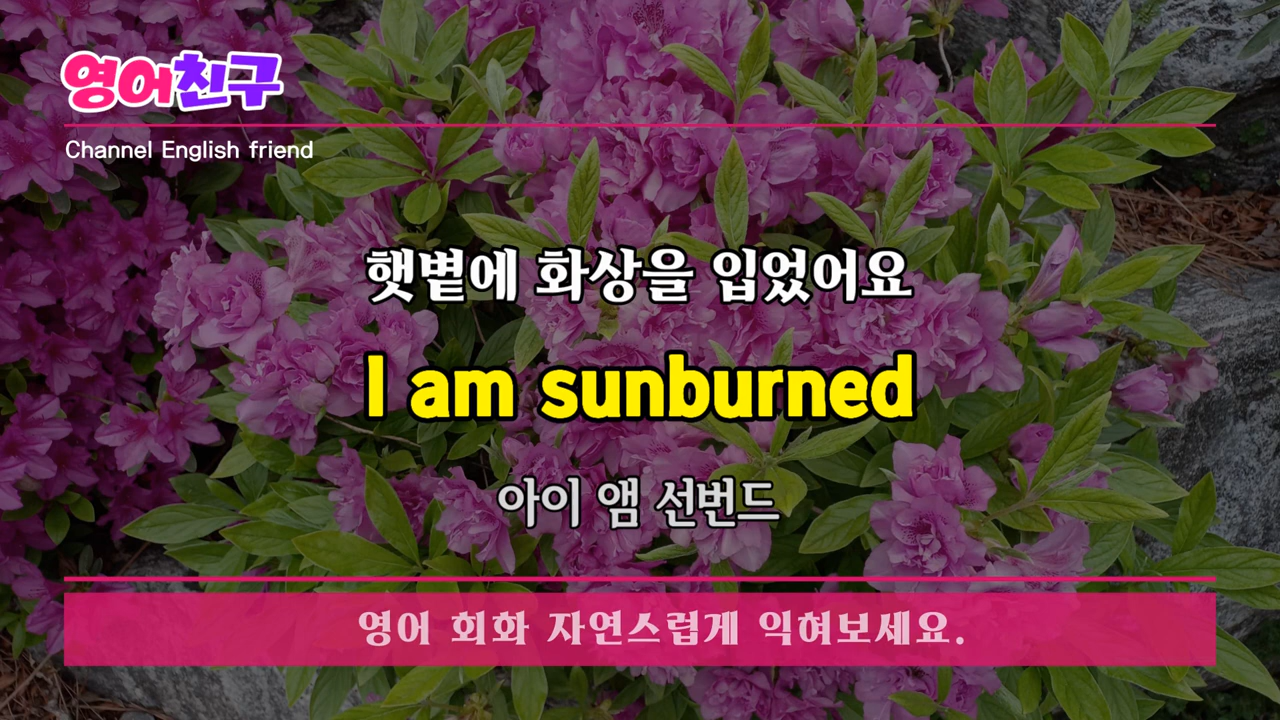 영어친구
Channel English friend
햇볕에 화상을 입었어요
I am sunburned
아이 앰 선번드
영어 회화 자연스럽게 익혀보세요.